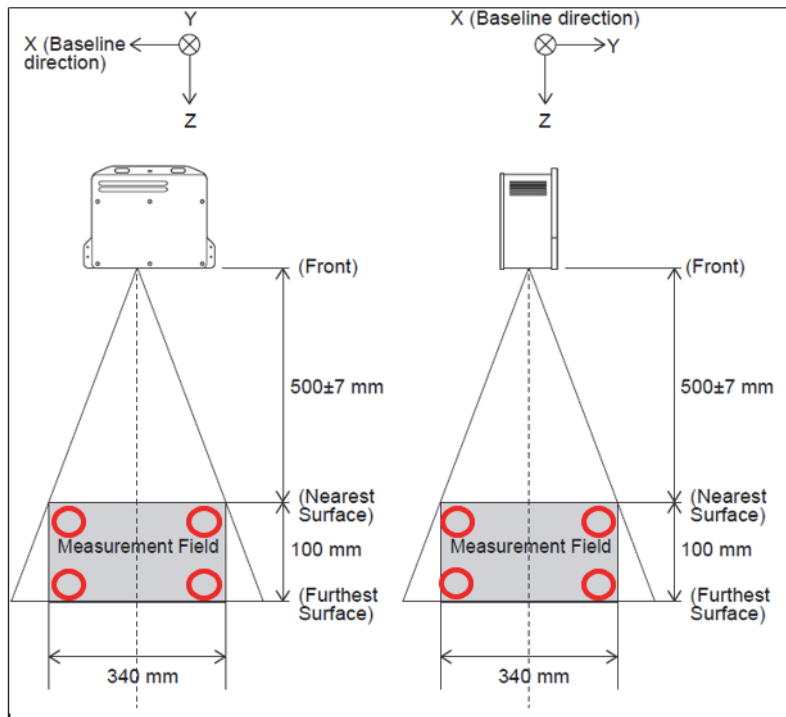 Y
X (Baseline
direction)
Z
(Front)
500±7 mm
(Nearest
Surface)
Measurement Field
100 mm
(Furthest
Surface)
340 mm
X (Baseline direction)
Y
Z
(Front)
500±7 mm
(Nearest
Surface)
Measurement Field
100 mm
(Furthest
Surface)
340 mm